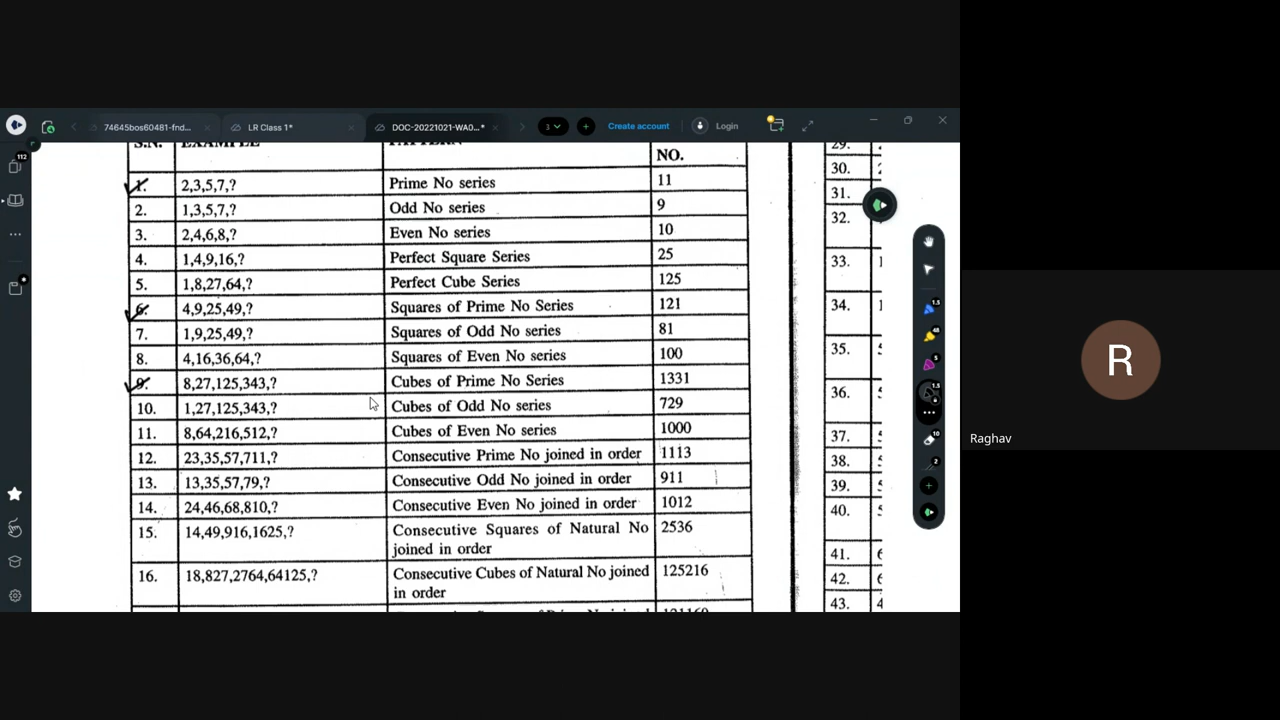 74645bos60481-fnd...
LR Class 1*
DOC-20221021-WA0...*
3
Create account
Login
112
S.N. EXAMPLE PATTERN NO.
1. 2,3,5,7,? Prime No series 11
2. 1,3,5,7,? Odd No series 9
3. 2,4,6,8,? Even No series 10
4. 1,4,9,16,? Perfect Square Series 25
5. 1,8,27,64,? Perfect Cube Series 125
6. 4,9,25,49,? Squares of Prime No Series 121
7. 1,9,25,49,? Squares of Odd No series 81
8. 4,16,36,64,? Squares of Even No series 100
9. 8,27,125,343,? Cubes of Prime No Series 1331
10. 1,27,125,343,? Cubes of Odd No series 729
11. 8,64,216,512,? Cubes of Even No series 1000
12. 23,35,57,711,? Consecutive Prime No joined in order 1113
13. 13,35,57,79,? Consecutive Odd No joined in order 911
14. 24,46,68,810,? Consecutive Even No joined in order 1012
15. 14,49,916,1625,? Consecutive Squares of Natural No 2536
joined in order
16. 18,827,2764,64125,? Consecutive Cubes of Natural No joined 125216
in order
29.
30.
31.
32.
33.
34.
35.
36.
37.
38.
39.
40.
41.
42.
43.
R
Raghav